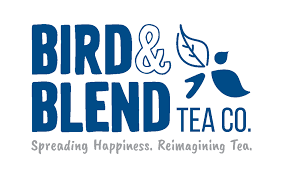 BIRD&
BLEND TEA CO.
Spreading Happiness. Reimagining Tea.